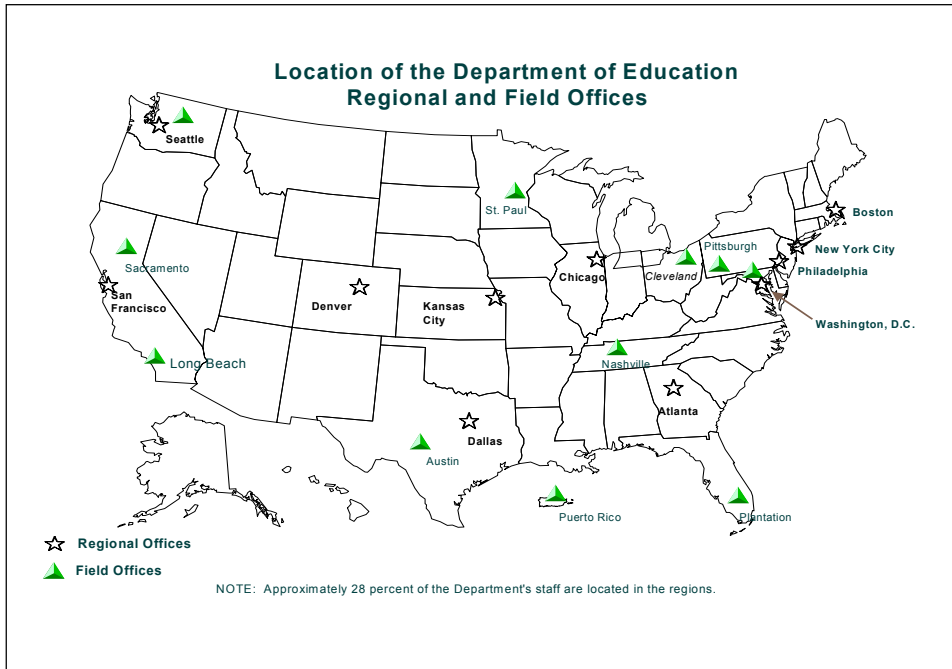 Location of the Department of Education
Regional and Field Offices
Seattle
St. Paul
Boston
New York City
Pittsburgh
Philadelphia
Sacramento
Cleveland
Chicago
San
Francisco
Denver
Kansas
City
Washington, D.C.
Long Beach
Nashville
Atlanta
Dallas
Austin
Puerto Rico
Plantation
Regional Offices
Field Offices
NOTE: Approximately 28 percent of the Department's staff are located in the regions.